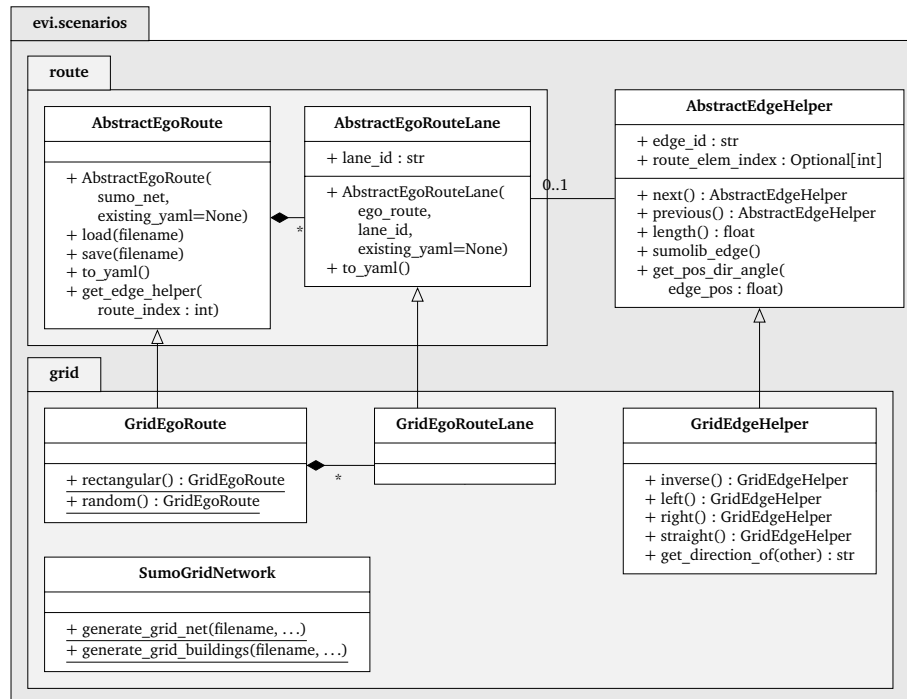 evi.scenarios
route
AbstractEgoRoute
+ AbstractEgoRoute(
sumo_net,
existing_yaml=None)
+ load(filename)
+ save(filename)
+ to_yaml()
+ get_edge_helper(
route_index : int)
*
AbstractEgoRouteLane
+ lane_id : str
+ AbstractEgoRouteLane(
ego_route,
lane_id,
existing_yaml=None)
+ to_yaml()
0..1
AbstractEdgeHelper
+ edge_id : str
+ route_elem_index : Optional[int]
+ next() : AbstractEdgeHelper
+ previous() : AbstractEdgeHelper
+ length() : float
+ sumolib_edge()
+ get_pos_dir_angle(
edge_pos : float)
grid
GridEgoRoute
+ rectangular() : GridEgoRoute
+ random() : GridEgoRoute
*
GridEgoRouteLane
GridEdgeHelper
+ inverse() : GridEdgeHelper
+ left() : GridEdgeHelper
+ right() : GridEdgeHelper
+ straight() : GridEdgeHelper
+ get_direction_of(other) : str
SumoGridNetwork
+ generate_grid_net(filename, ...)
+ generate_grid_buildings(filename, ...)